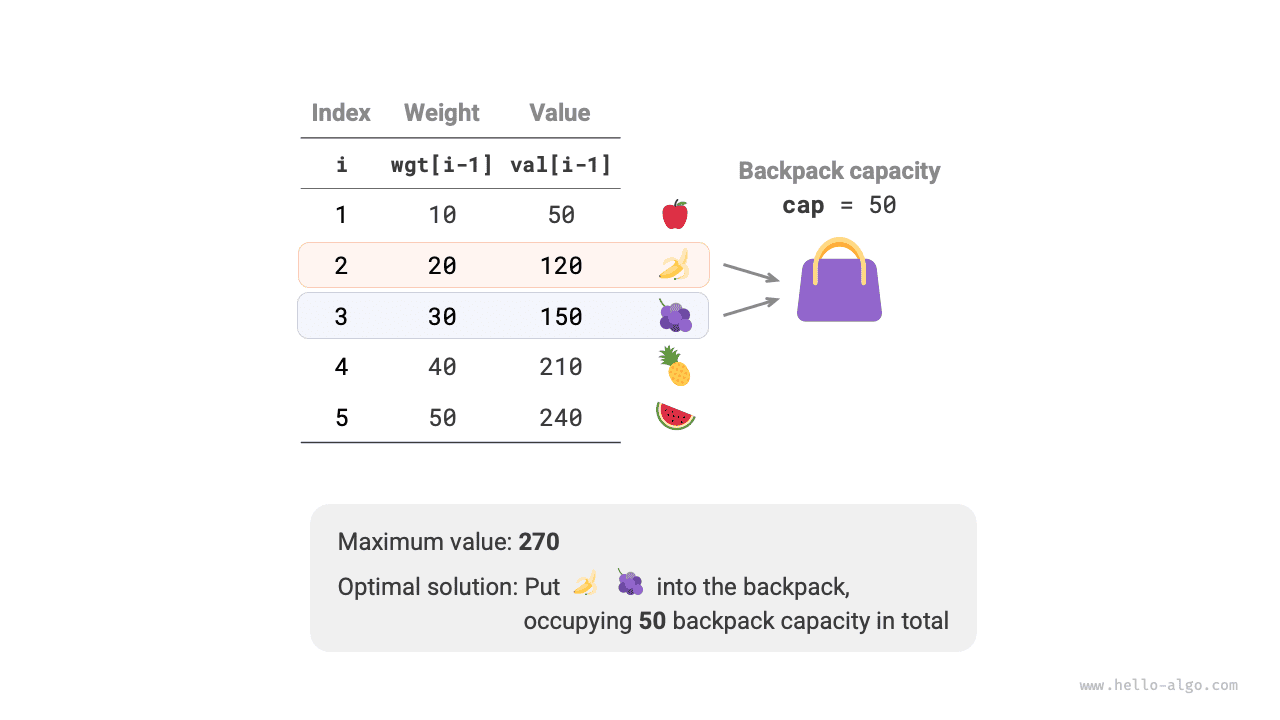 Index Weight Value
i wgt[i-1] val[i-1]
1 10 50
2 20 120
3 30 150
4 40 210
5 50 240
Backpack capacity
cap = 50
Maximum value: 270
Optimal solution: Put into the backpack,
occupying 50 backpack capacity in total
www.hello-algo.com